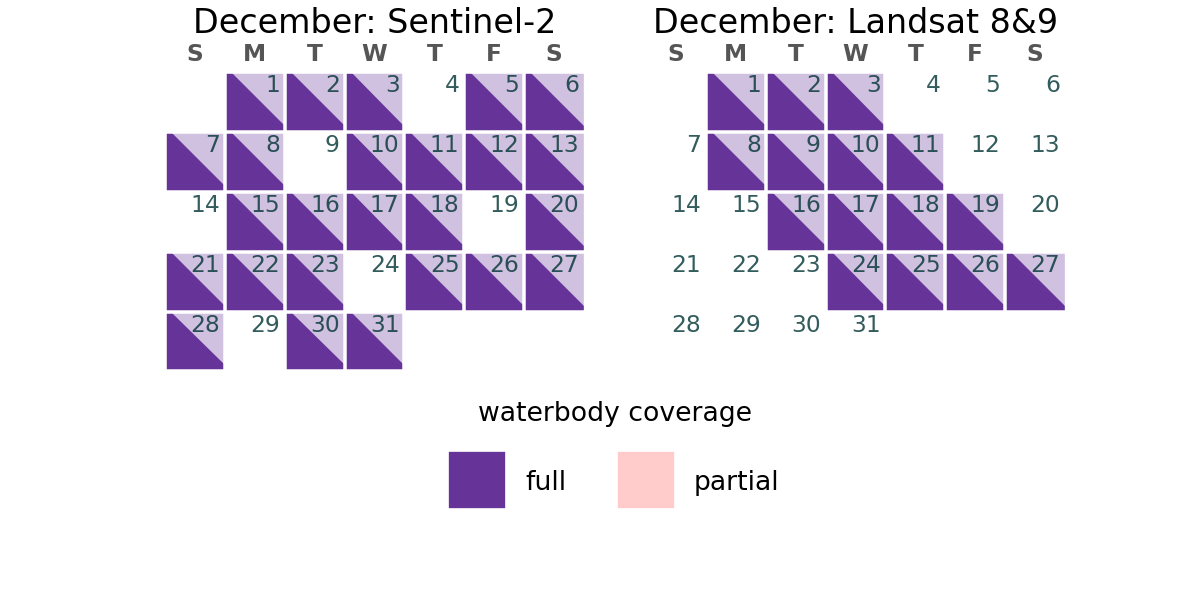 December: Sentinel-2
S M T W T F S
1 2 3 4 5 6
7 8 9 10 11 12 13
14 15 16 17 18 19 20
21 22 23 24 25 26 27
28 29 30 31
December: Landsat 8&9
S M T W T F S
1 2 3 4 5 6
7 8 9 10 11 12 13
14 15 16 17 18 19 20
21 22 23 24 25 26 27
28 29 30 31
waterbody coverage
full partial